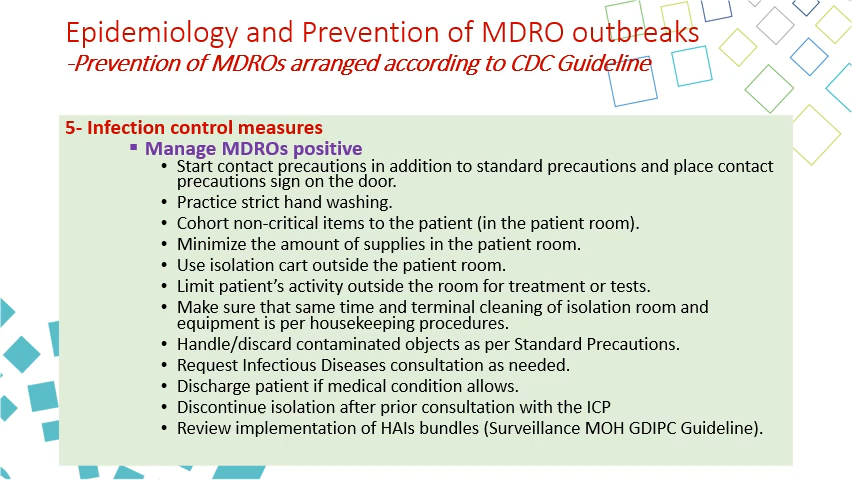 Epidemiology and Prevention of MDRO outbreaks
-Prevention of MDROs arranged according to CDC Guideline
5- Infection control measures
▪ Manage MDROs positive
• Start contact precautions in addition to standard precautions and place contact
precautions sign on the door.
• Practice strict hand washing.
• Cohort non-critical items to the patient (in the patient room).
• Minimize the amount of supplies in the patient room.
• Use isolation cart outside the patient room.
• Limit patient’s activity outside the room for treatment or tests.
• Make sure that same time and terminal cleaning of isolation room and
equipment is per housekeeping procedures.
• Handle/discard contaminated objects as per Standard Precautions.
• Request Infectious Diseases consultation as needed.
• Discharge patient if medical condition allows.
• Discontinue isolation after prior consultation with the ICP
• Review implementation of HAIs bundles (Surveillance MOH GDIPC Guideline).